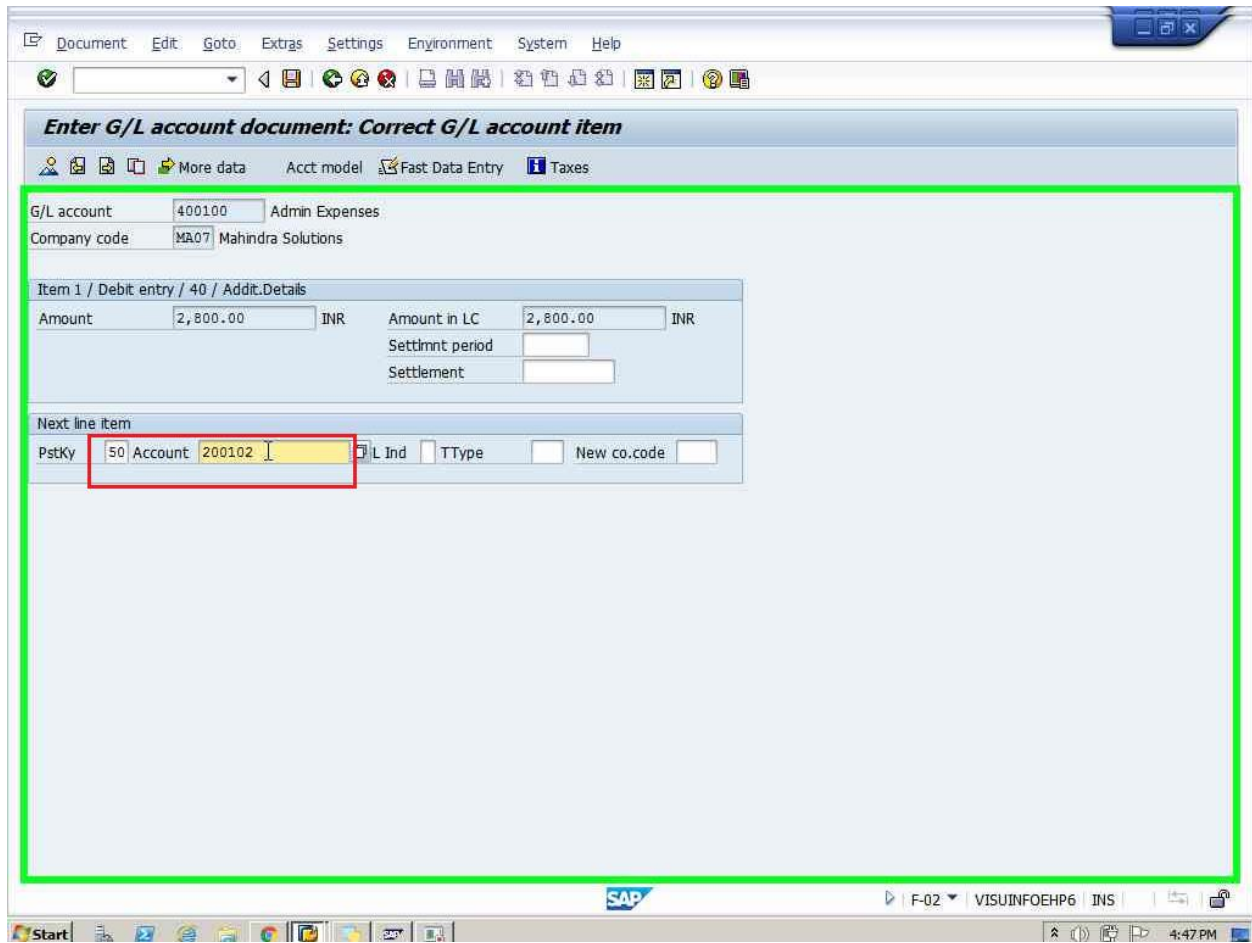 Document Edit Goto Extras Settings Environment System Help
Enter G/L account document: Correct G/L account item
More data Acct model Fast Data Entry Taxes
G/L account 400100 Admin Expenses
Company code MA07 Mahindra Solutions
Item 1 / Debit entry / 40 / Addit.Details
Amount 2,800.00 INR Amount in LC 2,800.00 INR
Settlmnt period
Settlement
Next line item
PstKy 50 Account 200102 L Ind TType New co.code
SAP F-02 VISUINFOEHP6 INS
Start 4:47 PM